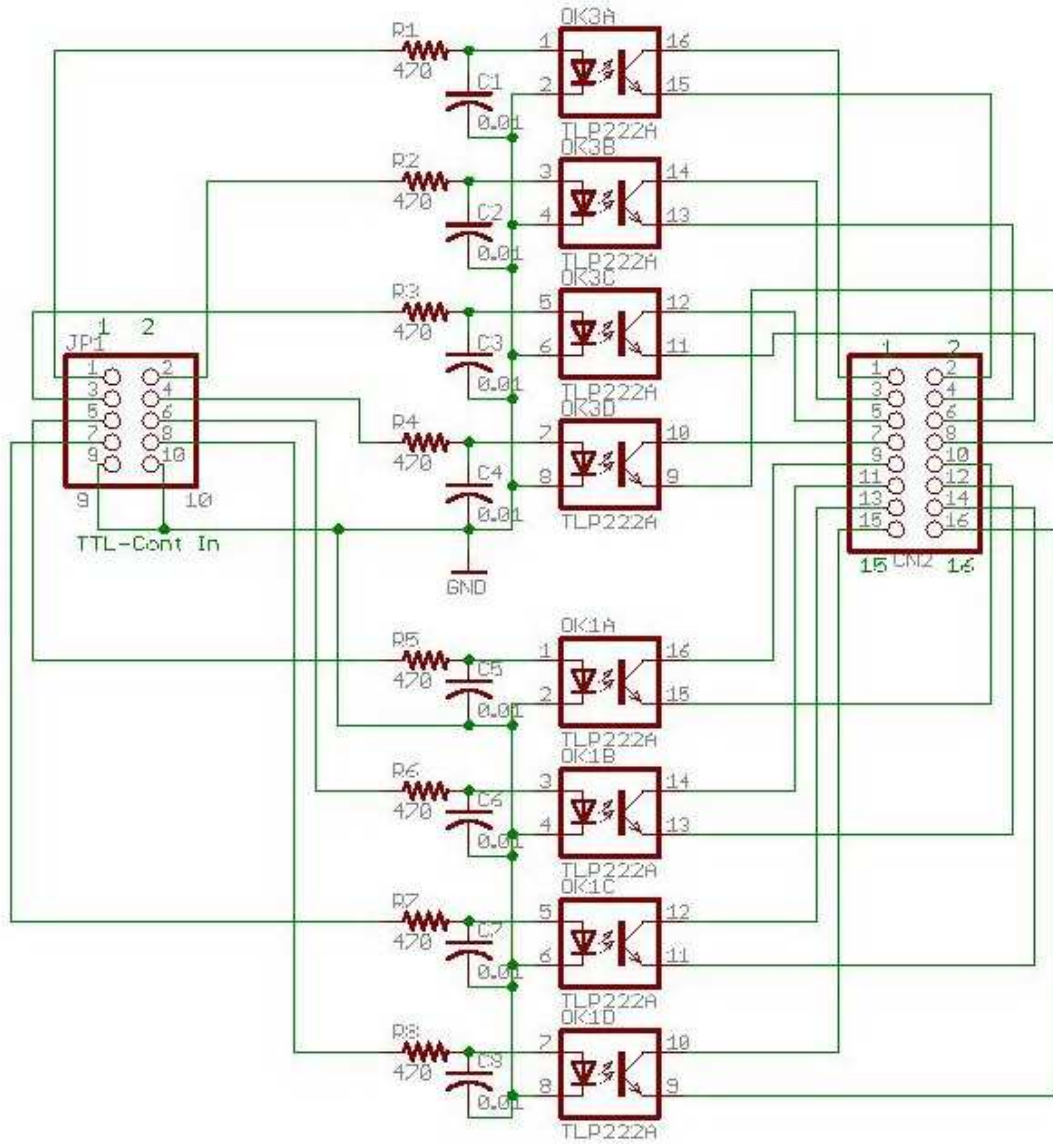 OK3A
R1
470
C1
0.01
1
2
16
15
TLP222A
OK3B
R2
470
C2
0.01
3
4
14
13
TLP222A
OK3C
R3
470
C3
0.01
5
6
12
11
TLP222A
OK3D
R4
470
C4
0.01
7
8
10
9
TLP222A
1 2
JP1
1 2
3 4
5 6
7 8
9 10
9 10
TTL-Cont In
GND
1 2
1 2
3 4
5 6
7 8
9 10
11 12
13 14
15 16
15 CN2 16
OK1A
R5
470
C5
0.01
1
2
16
15
TLP222A
OK1B
R6
470
C6
0.01
3
4
14
13
TLP222A
OK1C
R7
470
C7
0.01
5
6
12
11
TLP222A
OK1D
R8
470
C8
0.01
7
8
10
9
TLP222A